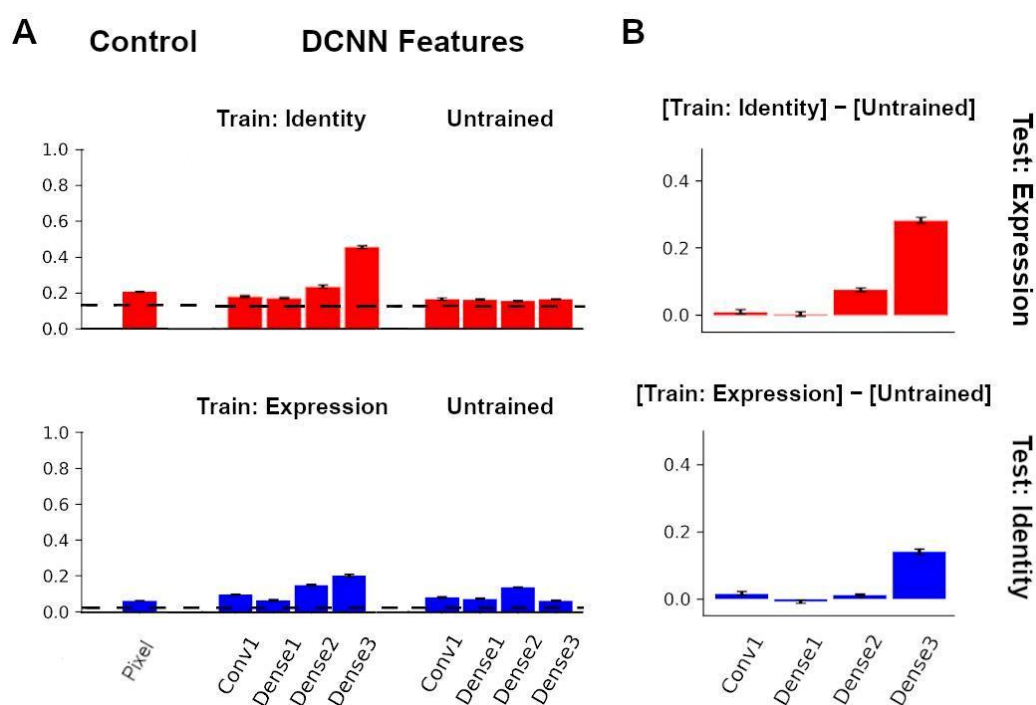 A
Control
DCNN Features
B
Train: Identity
Untrained
[Train: Identity] − [Untrained]
Test: Expression
1.0
0.8
0.6
0.4
0.2
0.0
0.4
0.2
0.0
Train: Expression
Untrained
[Train: Expression] − [Untrained]
Test: Identity
1.0
0.8
0.6
0.4
0.2
0.0
0.4
0.2
0.0
Pixel
Conv1
Dense1
Dense2
Dense3
Conv1
Dense1
Dense2
Dense3
Conv1
Dense1
Dense2
Dense3